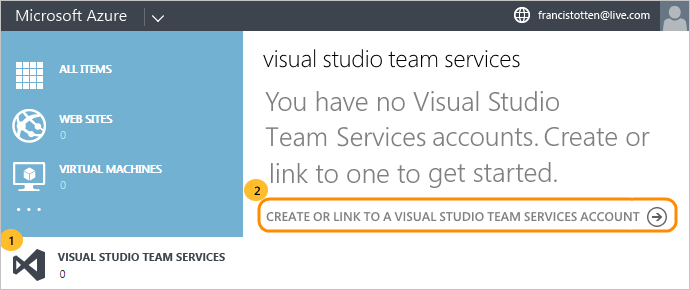 Microsoft Azure
francistotten@live.com
ALL ITEMS
WEB SITES
0
VIRTUAL MACHINES
0
...
1
VISUAL STUDIO TEAM SERVICES
0
visual studio team services
You have no Visual Studio
Team Services accounts. Create or
link to one to get started.
2
CREATE OR LINK TO A VISUAL STUDIO TEAM SERVICES ACCOUNT